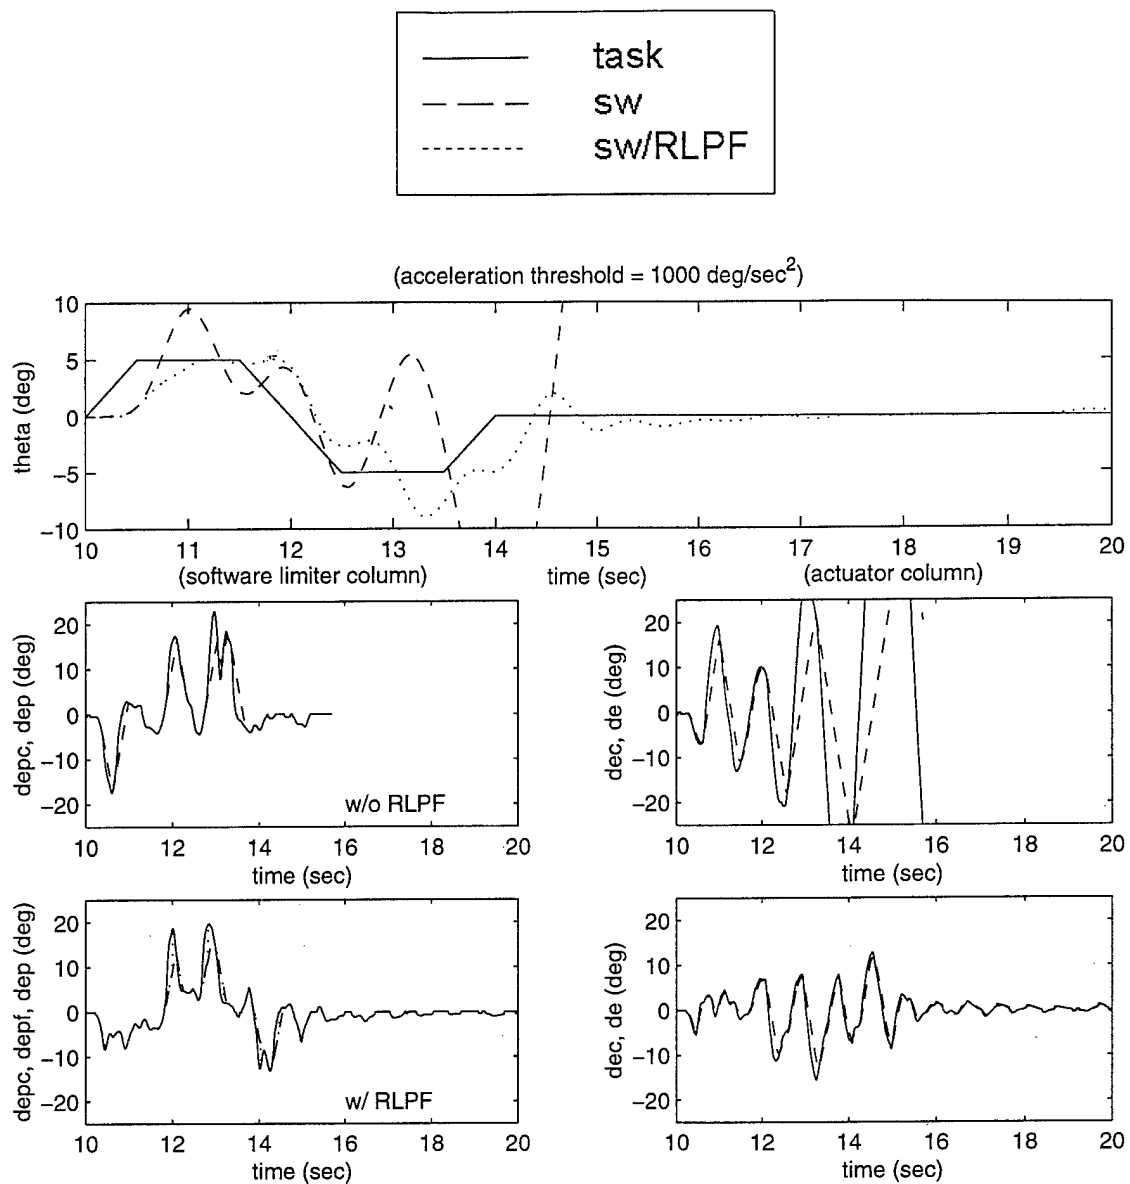 task
sw
sw/RLPF
(acceleration threshold = 1000 deg/sec²)
10
5
0
−5
−10
theta (deg)
10 11 12 13 14 15 16 17 18 19 20
(software limiter column) time (sec) (actuator column)
20
10
0
−10
−20
depc, dep (deg)
w/o RLPF
10 12 14 16 18 20
time (sec)
20
10
0
−10
−20
dec, de (deg)
10 12 14 16 18 20
time (sec)
20
10
0
−10
−20
depc, depf, dep (deg)
w/ RLPF
10 12 14 16 18 20
time (sec)
20
10
0
−10
−20
dec, de (deg)
10 12 14 16 18 20
time (sec)